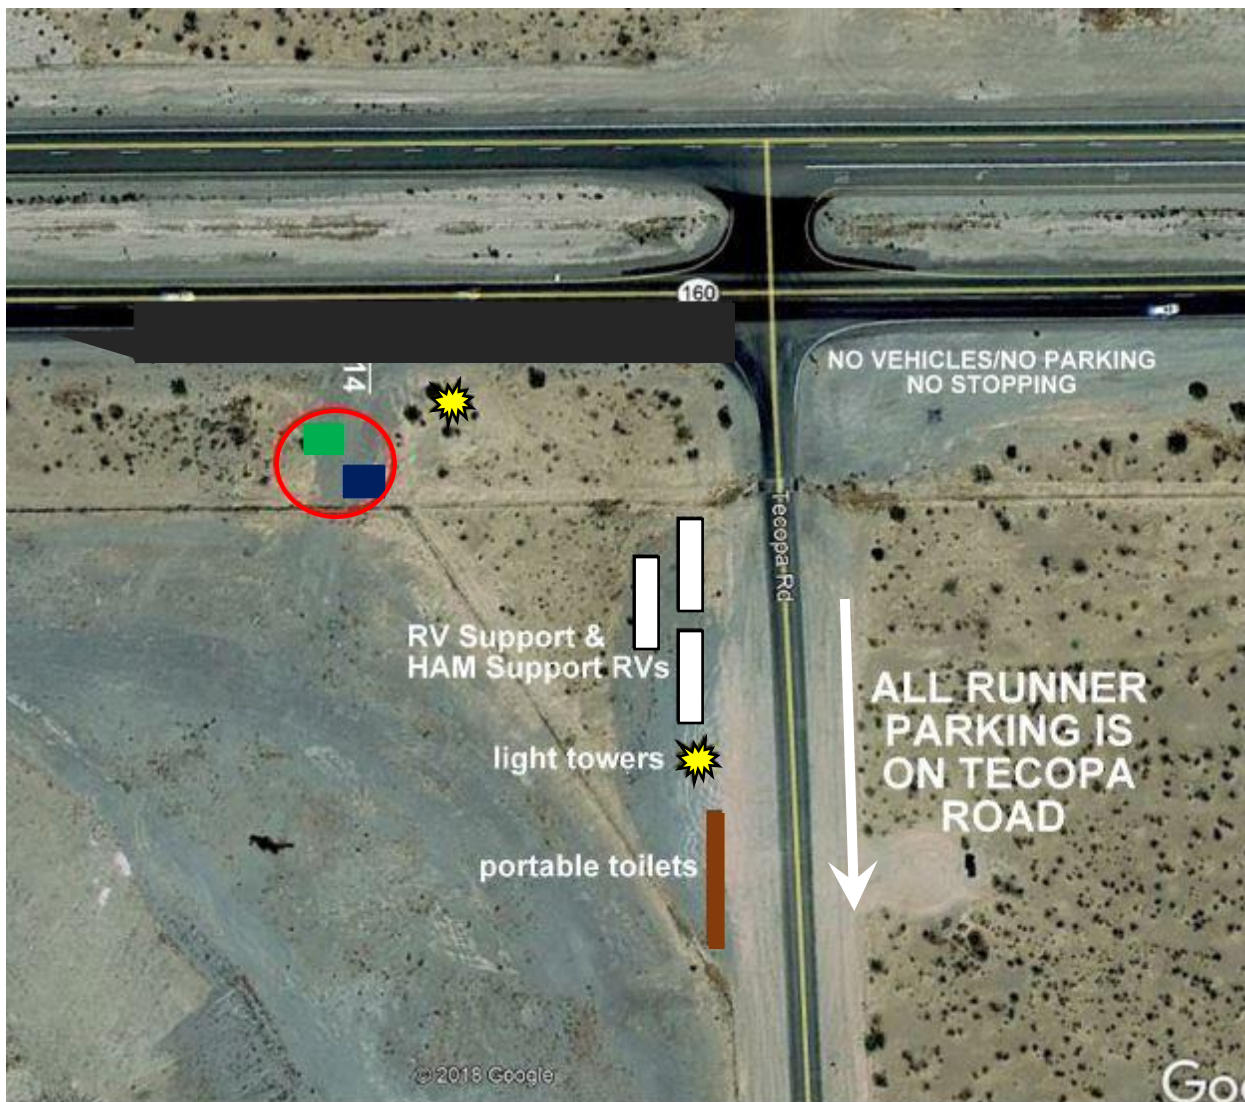 160
14
NO VEHICLES/NO PARKING
NO STOPPING
Tecopa Rd
RV Support &
HAM Support RVs
ALL RUNNER
PARKING IS
ON TECOPA
ROAD
light towers
portable toilets
© 2018 Google
Goo